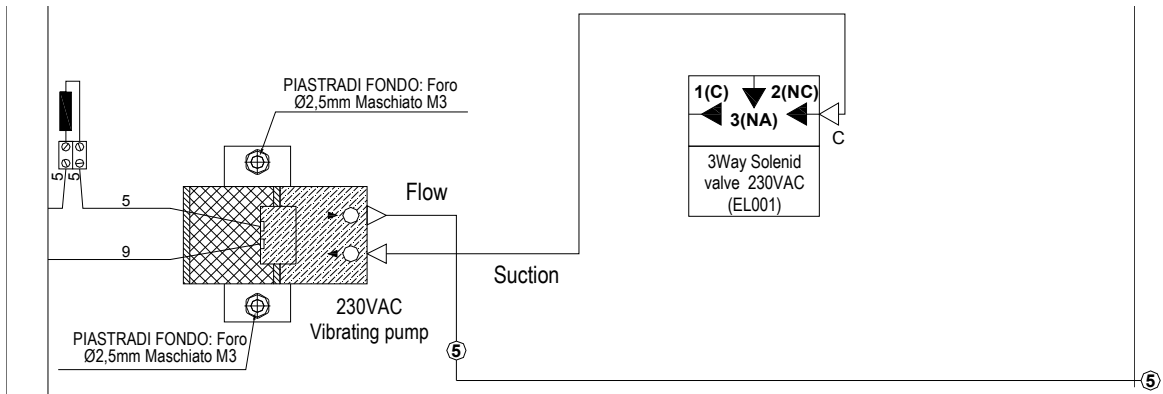 PIASTRADI FONDO: Foro
Ø2,5mm Maschiato M3
1(C)
2(NC)
3(NA)
C
3Way Solenid
valve 230VAC
(EL001)
5
5
5
9
Flow
Suction
230VAC
Vibrating pump
PIASTRADI FONDO: Foro
Ø2,5mm Maschiato M3
5
5